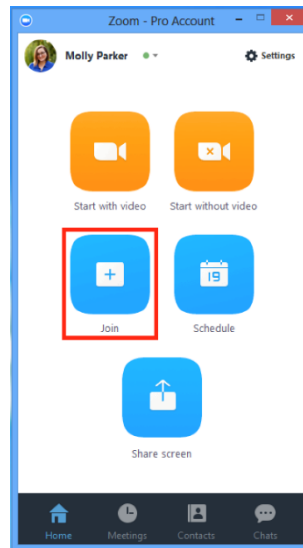 Zoom - Pro Account
Molly Parker
Settings
Start with video
Start without video
19
Join
Schedule
Share screen
Home
Meetings
Contacts
Chats